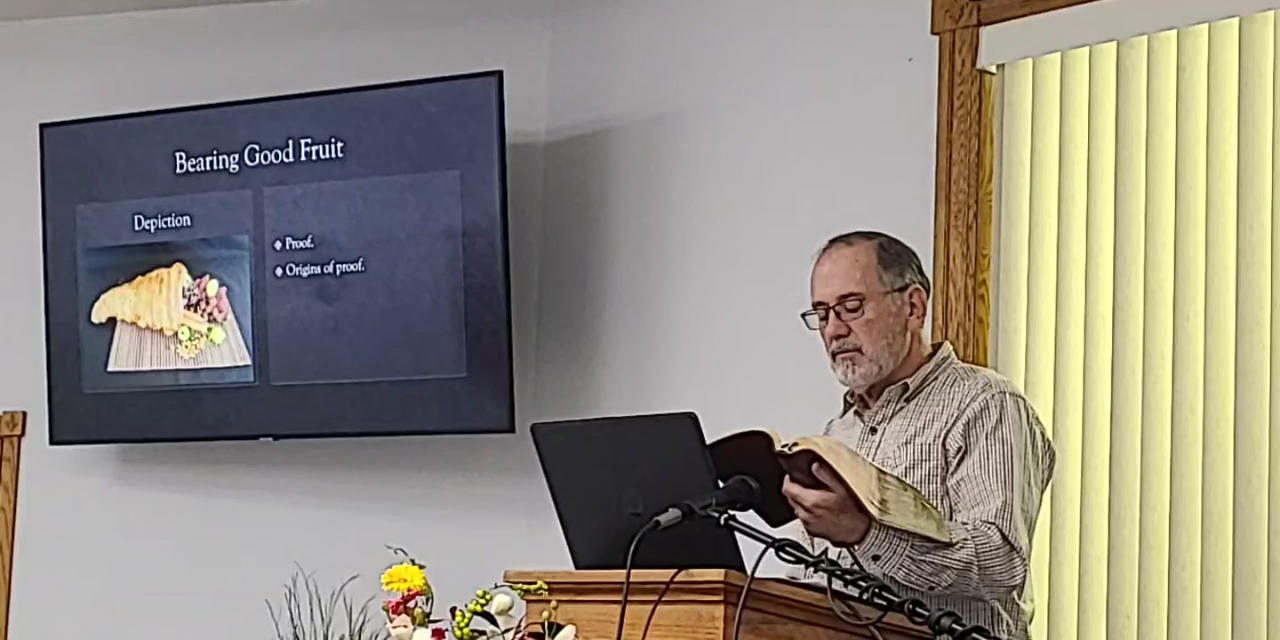 Bearing Good Fruit
Depiction
◆ Proof.
◆ Origins of proof.